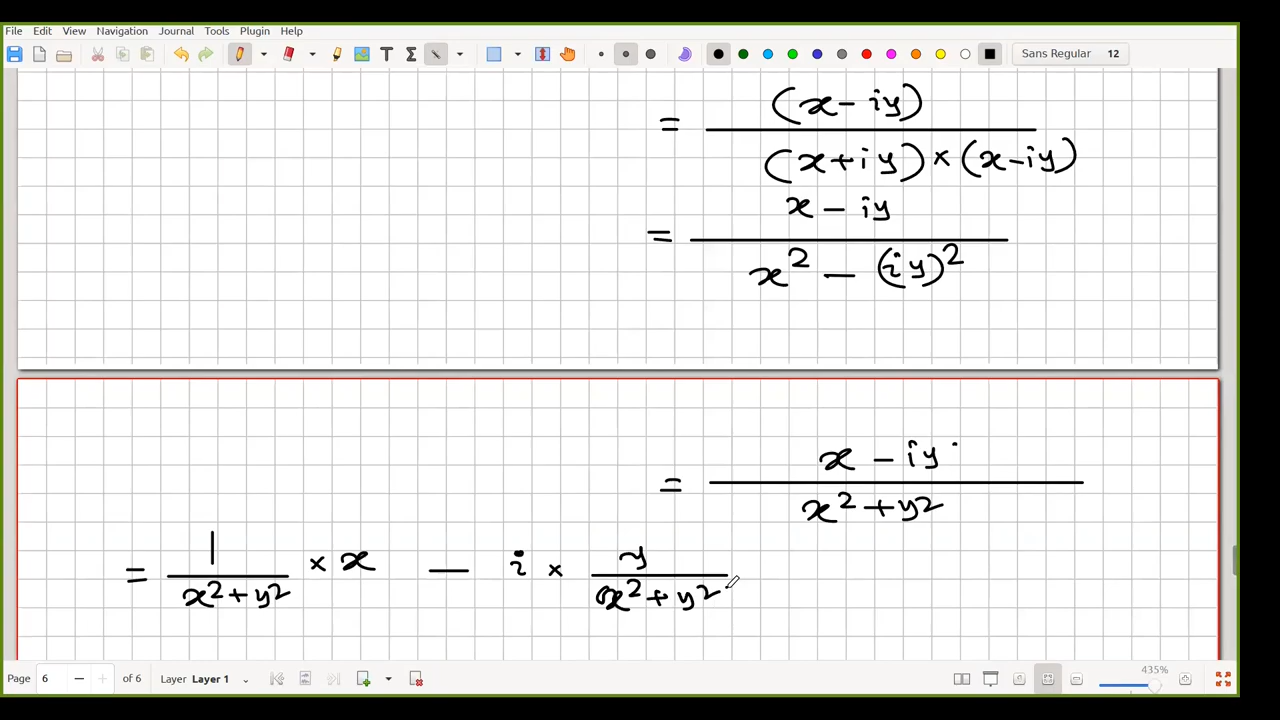 File Edit View Navigation Journal Tools Plugin Help
T Σ Sans Regular 12
(x - iy)
= ―――――――――
(x + iy) × (x - iy)
x - iy
= ―――――――――
x² - (iy)²
x - iy
= ―――――――――
x² + y²
= 1/(x² + y²) × x - i × y/(x² + y²)
Page 6 of 6 Layer Layer 1 435%